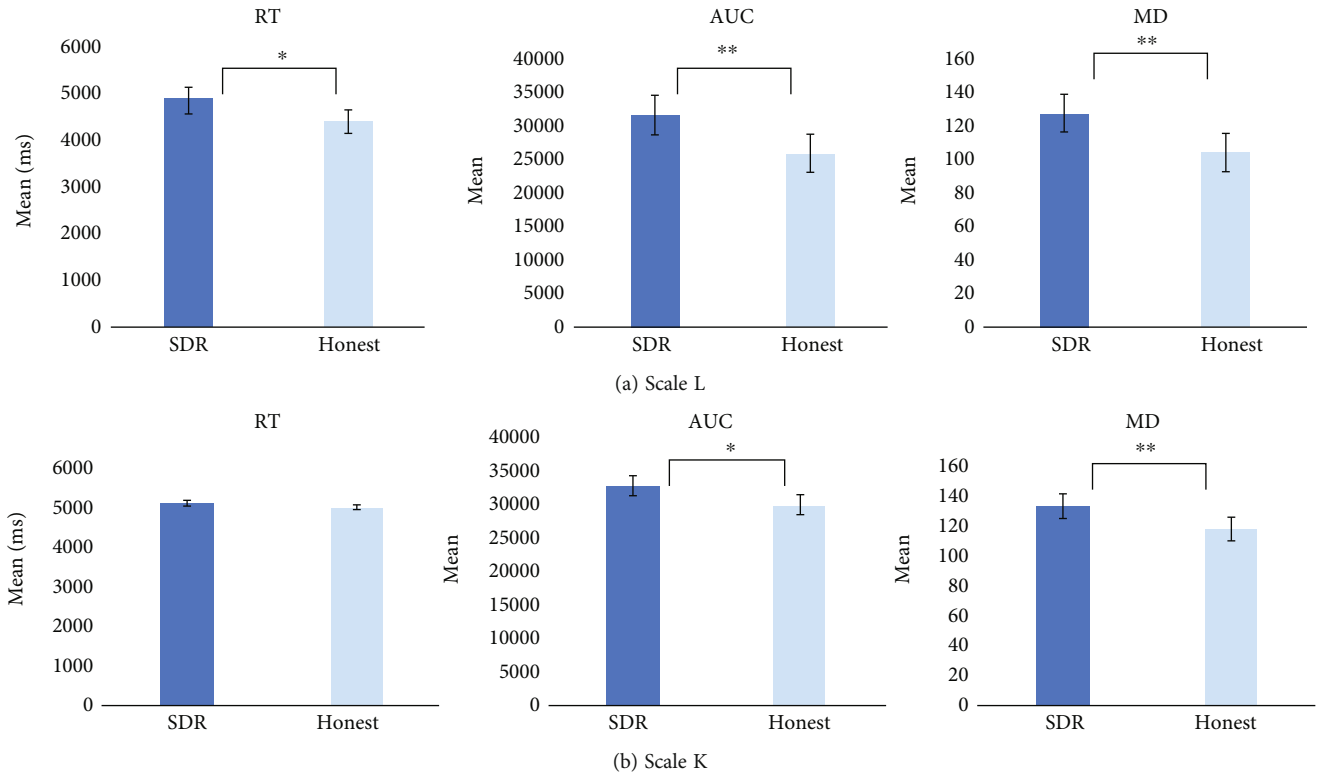 RT
AUC
MD
6000
5000
4000
3000
2000
1000
0
Mean (ms)
*
SDR
Honest
40000
35000
30000
25000
20000
15000
10000
5000
0
Mean
**
SDR
Honest
160
140
120
100
80
60
40
20
0
Mean
**
SDR
Honest
(a) Scale L
RT
AUC
MD
6000
5000
4000
3000
2000
1000
0
Mean (ms)
SDR
Honest
40000
35000
30000
25000
20000
15000
10000
5000
0
Mean
*
SDR
Honest
160
140
120
100
80
60
40
20
0
Mean
**
SDR
Honest
(b) Scale K